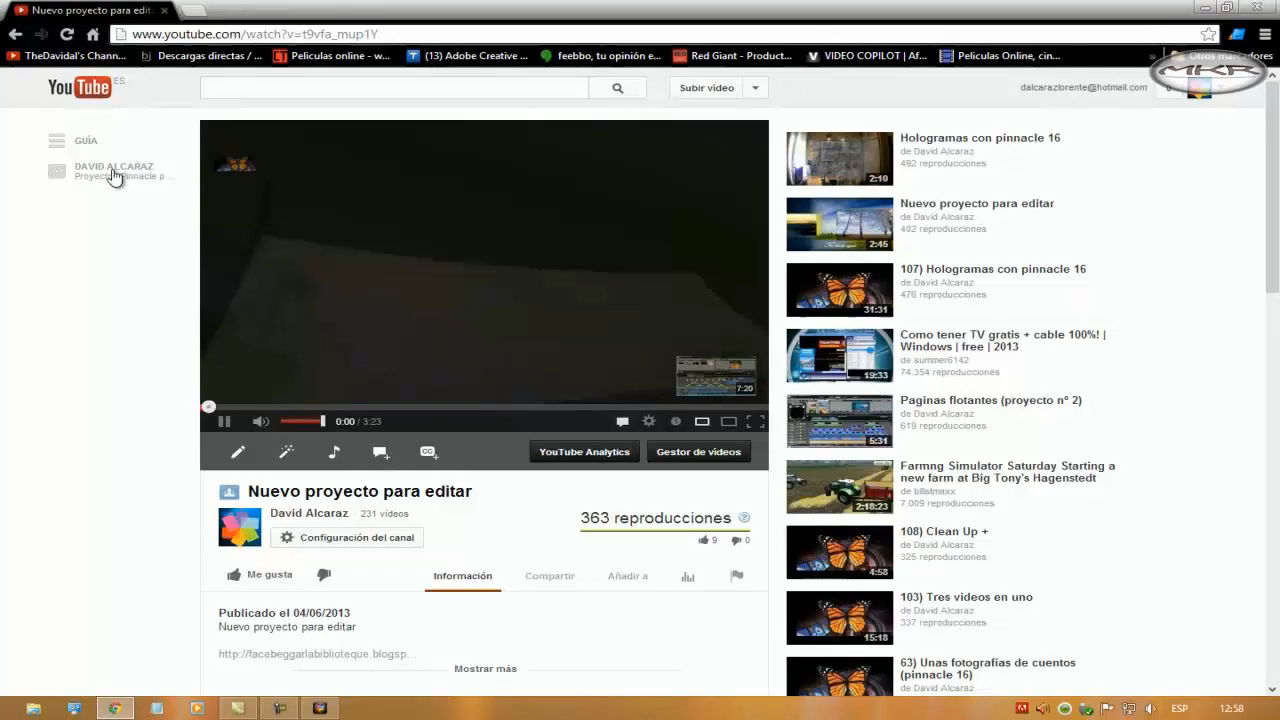 Nuevo proyecto para edit
www.youtube.com/watch?v=t9vfa_mup1Y
TheDavidal's Chann...
Descargas directas / ...
Peliculas online - w...
(13) Adobe Creative ...
feebbo, tu opinión e...
Red Giant - Product...
VIDEO COPILOT | Af...
Peliculas Online, cin...
Otros marcadores
MKR
YouTube ES
Subir vídeo
dalcarazlorente@hotmail.com
GUÍA
DAVID ALCARAZ
Hologramas con pinnacle 16
de David Alcaraz
492 reproducciones
2:10
Nuevo proyecto para editar
de David Alcaraz
402 reproducciones
2:45
107) Hologramas con pinnacle 16
de David Alcaraz
476 reproducciones
31:31
Como tener TV gratis + cable 100%! |
Windows | free | 2013
de summer6142
74.354 reproducciones
19:33
Paginas flotantes (proyecto nº 2)
de David Alcaraz
619 reproducciones
5:31
Farmng Simulator Saturday Starting a
new farm at Big Tony's Hagenstedt
de billstmaxx
7.009 reproducciones
2:18:23
108) Clean Up +
de David Alcaraz
325 reproducciones
4:58
103) Tres videos en uno
de David Alcaraz
337 reproducciones
15:18
63) Unas fotografías de cuentos
(pinnacle 16)
de David Alcaraz
7:20
0:00 / 3:23
CC
YouTube Analytics
Gestor de vídeos
Nuevo proyecto para editar
David Alcaraz 231 vídeos
Configuración del canal
363 reproducciones
9 0
Me gusta
Información
Compartir
Añadir a
Publicado el 04/06/2013
Nuevo proyecto para editar
http://facebeggarlabiblioteque.blogsp...
Mostrar más
ESP
12:58